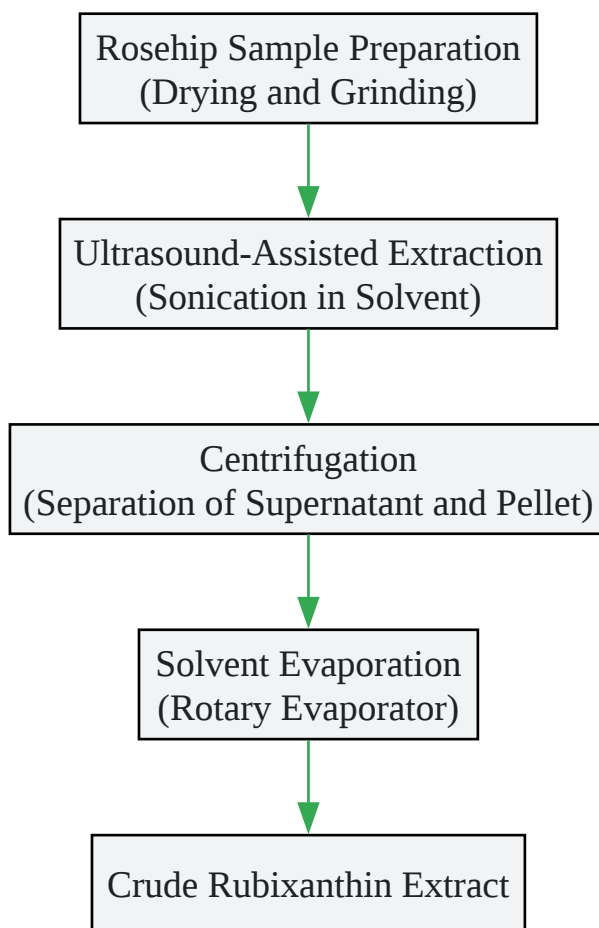 Rosehip Sample Preparation
(Drying and Grinding)
Ultrasound-Assisted Extraction
(Sonication in Solvent)
Centrifugation
(Separation of Supernatant and Pellet)
Solvent Evaporation
(Rotary Evaporator)
Crude Rubixanthin Extract